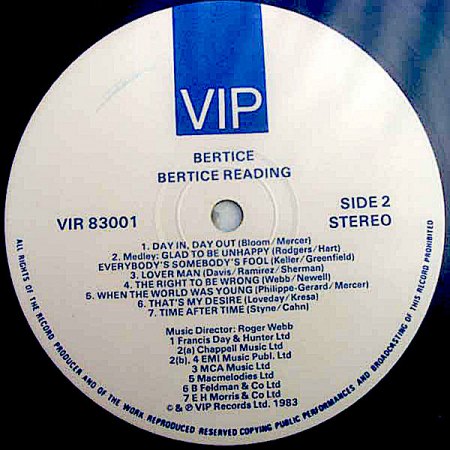 VIP
BERTICE
BERTICE READING
VIR 83001
SIDE 2
STEREO
1. DAY IN, DAY OUT (Bloom/Mercer)
2. Medley: GLAD TO BE UNHAPPY (Rodgers/Hart)
EVERYBODY'S SOMEBODY'S FOOL (Keller/Greenfield)
3. LOVER MAN (Davis/Ramirez/Sherman)
4. THE RIGHT TO BE WRONG (Webb/Newell)
5. WHEN THE WORLD WAS YOUNG (Philippe-Gerard/Mercer)
6. THAT'S MY DESIRE (Loveday/Kresa)
7. TIME AFTER TIME (Styne/Cahn)
Music Director: Roger Webb
1 Francis Day & Hunter Ltd
2(a) Chappell Music Ltd
2(b), 4 EMI Music Publ. Ltd
3 MCA Music Ltd
5 Macmelodies Ltd
6 B Feldman & Co Ltd
7 E H Morris & Co Ltd
© & ℗ VIP Records Ltd. 1983
ALL RIGHTS OF THE RECORD PRODUCER AND OF THE WORK REPRODUCED RESERVED COPYING PUBLIC PERFORMANCES AND BROADCASTING OF THIS RECORD PROHIBITED